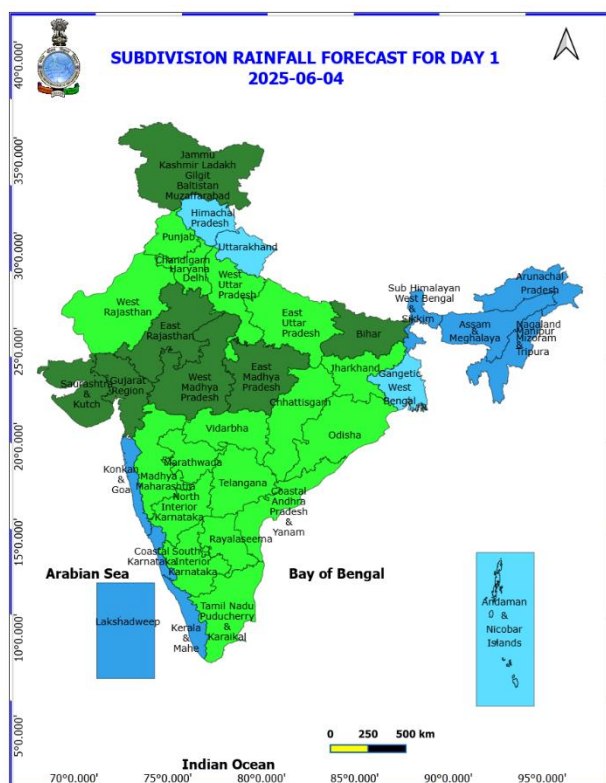 SUBDIVISION RAINFALL FORECAST FOR DAY 1
2025-06-04
40°0.000'
35°0.000'
30°0.000'
25°0.000'
20°0.000'
15°0.000'
10°0.000'
5°0.000'
Jammu
Kashmir Ladakh
Gilgit
Baltistan
Muzaffarabad
Himachal
Pradesh
Punjab
Uttarakhand
Chandigarh
Haryana
Delhi
West
Uttar
Pradesh
West
Rajasthan
East
Rajasthan
East
Uttar
Pradesh
Bihar
Sub Himalayan
West Bengal
&
Sikkim
Arunachal
Pradesh
Assam
&
Meghalaya
Nagaland
Manipur
Mizoram
&
Tripura
Saurashtra
&
Kutch
Gujarat
Region
West
Madhya
Pradesh
East
Madhya
Pradesh
Jharkhand
Gangetic
West
Bengal
Chhattisgarh
Odisha
Vidarbha
Konkan
&
Goa
Madhya
Maharashtra
Marathwada
North
Interior
Karnataka
Telangana
Coastal
Andhra
Pradesh
&
Yanam
Rayalaseema
Coastal
Karnataka
South
Interior
Karnataka
Arabian Sea
Bay of Bengal
Lakshadweep
Kerala
&
Mahe
Tamil Nadu
Puducherry
&
Karaikal
Andaman
&
Nicobar
Islands
0 250 500 km
Indian Ocean
70°0.000' 75°0.000' 80°0.000' 85°0.000' 90°0.000' 95°0.000'